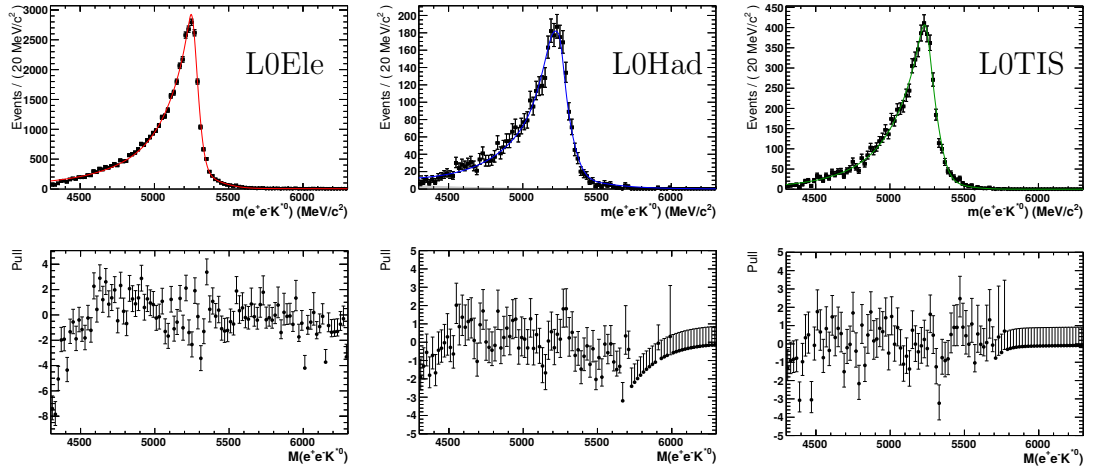 Events / ( 20 MeV/c² )
3000
2500
2000
1500
1000
500
0
L0Ele
4500 5000 5500 6000
m(e⁺e⁻K*⁰) (MeV/c²)
Events / ( 20 MeV/c² )
200
180
160
140
120
100
80
60
40
20
0
L0Had
4500 5000 5500 6000
m(e⁺e⁻K*⁰) (MeV/c²)
Events / ( 20 MeV/c² )
450
400
350
300
250
200
150
100
50
0
L0TIS
4500 5000 5500 6000
m(e⁺e⁻K*⁰) (MeV/c²)
Pull
4
2
0
-2
-4
-6
-8
4500 5000 5500 6000
M(e⁺e⁻K*⁰)
Pull
5
4
3
2
1
0
-1
-2
-3
-4
-5
4500 5000 5500 6000
M(e⁺e⁻K*⁰)
Pull
5
4
3
2
1
0
-1
-2
-3
-4
-5
4500 5000 5500 6000
M(e⁺e⁻K*⁰)